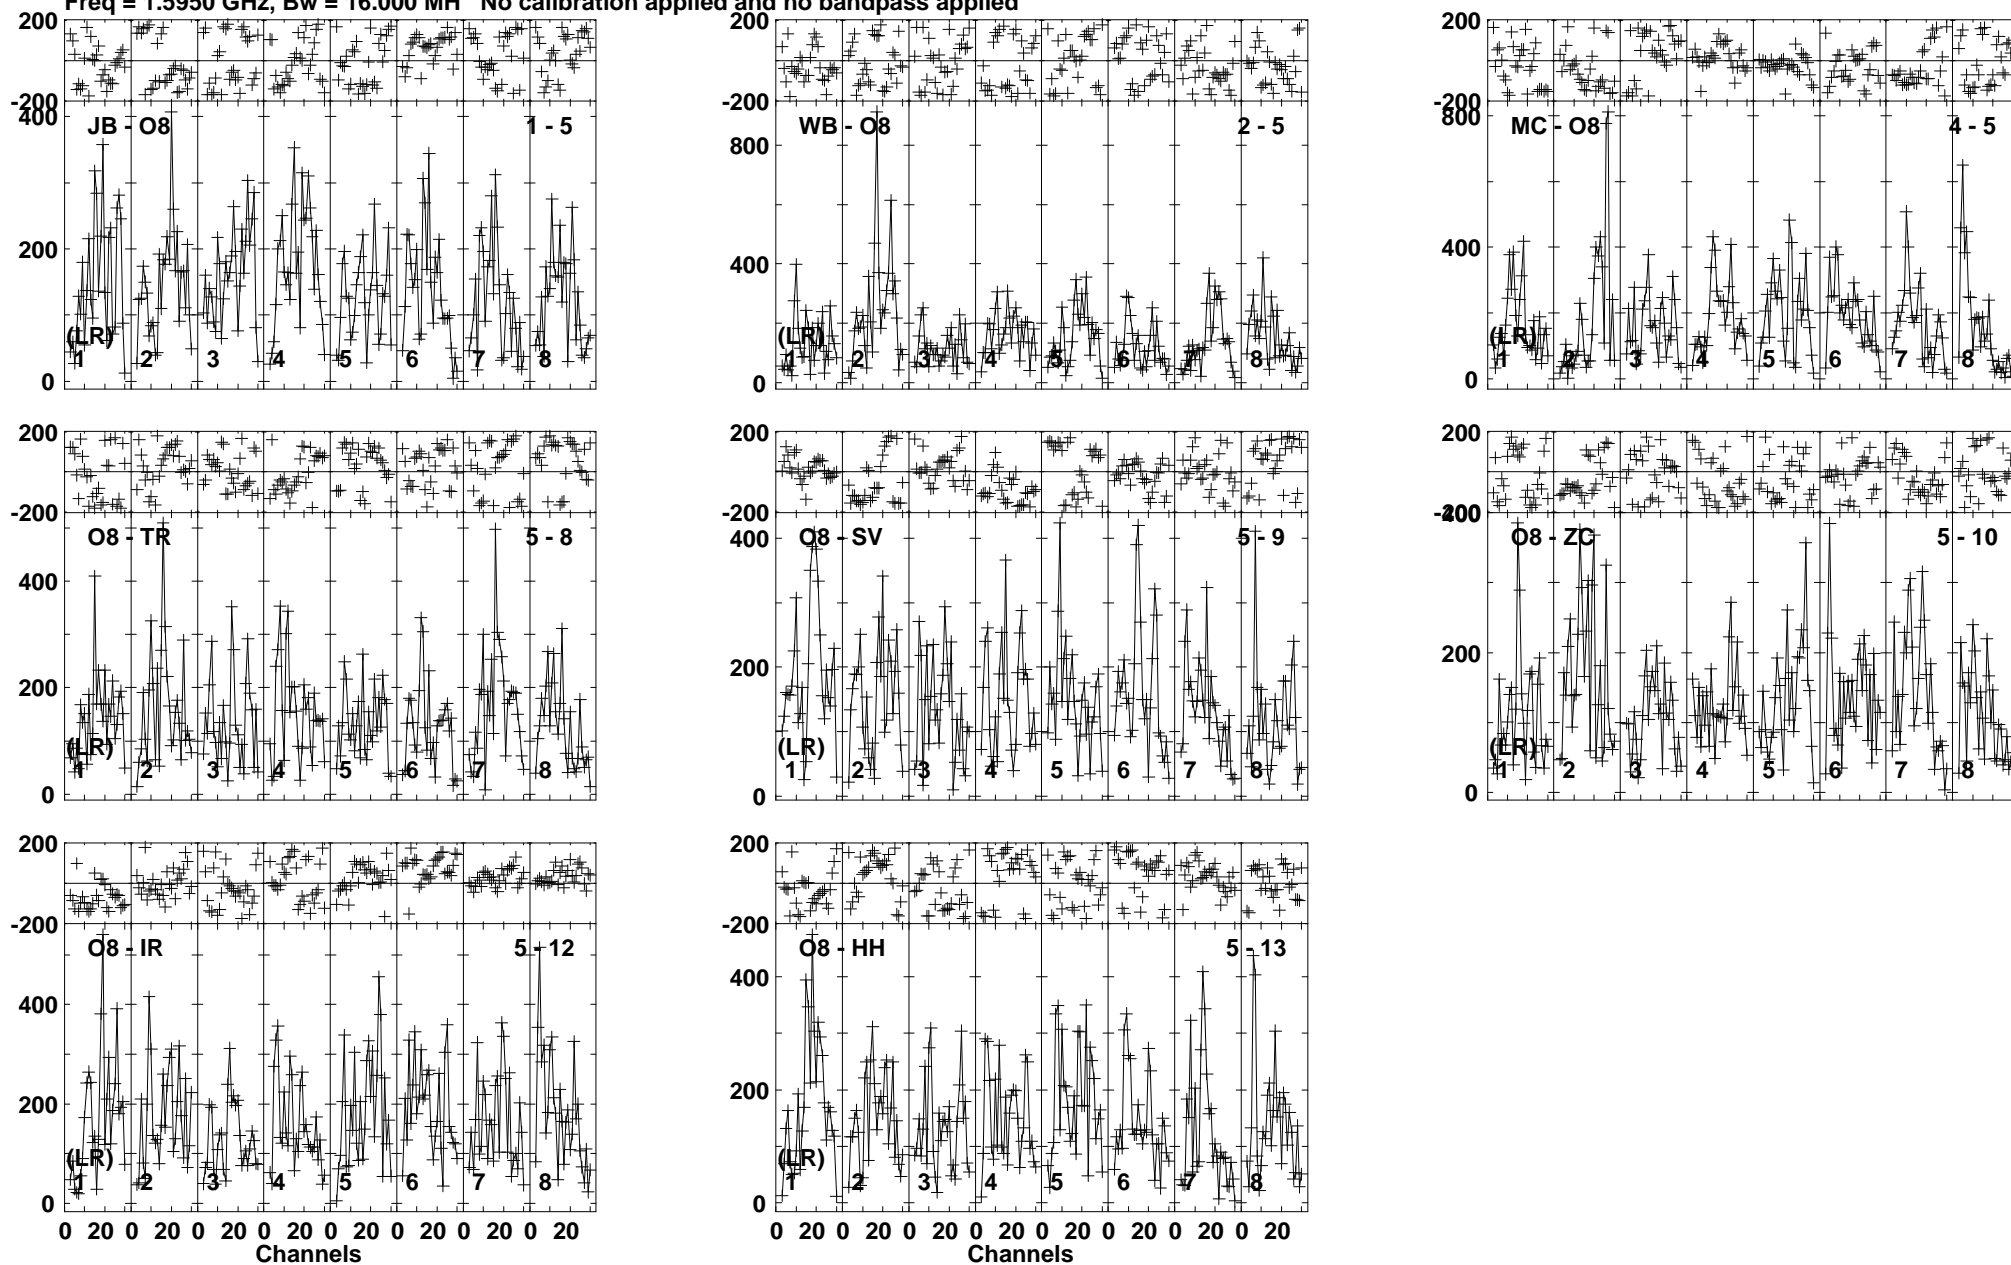 Freq = 1.5950 GHz, Bw = 16.000 MH No calibration applied and no bandpass applied
200 200 200
-200 -200 -200
400 JB - O8 1 - 5
800 WB - O8 2 - 5
800 MC - O8 4 - 5
200 400 400
(LR) (LR) (LR)
1 2 3 4 5 6 7 8
1 2 3 4 5 6 7 8
1 2 3 4 5 6 7 8
0 0 0
200 200 200
-200 -200 -200
400
O8 - TR 5 - 8
400 O8 - SV 5 - 9
O8 - ZC 5 - 10
400
200 200 200
(LR) (LR) (LR)
1 2 3 4 5 6 7 8
1 2 3 4 5 6 7 8
1 2 3 4 5 6 7 8
0 0 0
200 200
-200 -200
O8 - IR 5 - 12
O8 - HH 5 - 13
400 400
200 200
(LR) (LR)
1 2 3 4 5 6 7 8
1 2 3 4 5 6 7 8
0 0
0 20 0 20 0 20 0 20 0 20 0 20 0 20 0 20
0 20 0 20 0 20 0 20 0 20 0 20 0 20 0 20
Channels Channels